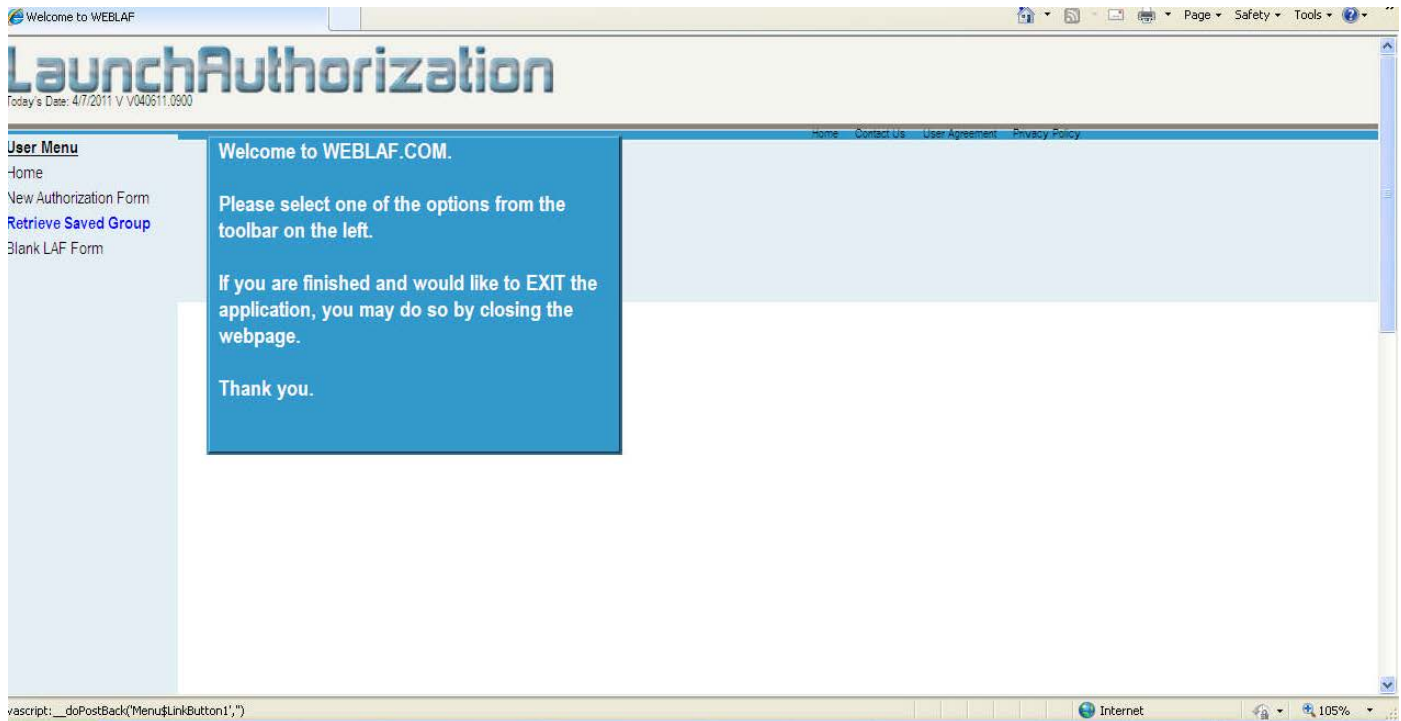 Welcome to WEBLAF
Page Safety Tools
LaunchAuthorization
Today's Date: 4/7/2011 V V040611.0900
Home Contact Us User Agreement Privacy Policy
User Menu
Home
New Authorization Form
Retrieve Saved Group
Blank LAF Form
Welcome to WEBLAF.COM.
Please select one of the options from the
toolbar on the left.
If you are finished and would like to EXIT the
application, you may do so by closing the
webpage.
Thank you.
vascript:__doPostBack('Menu$LinkButton1','')
Internet
105%